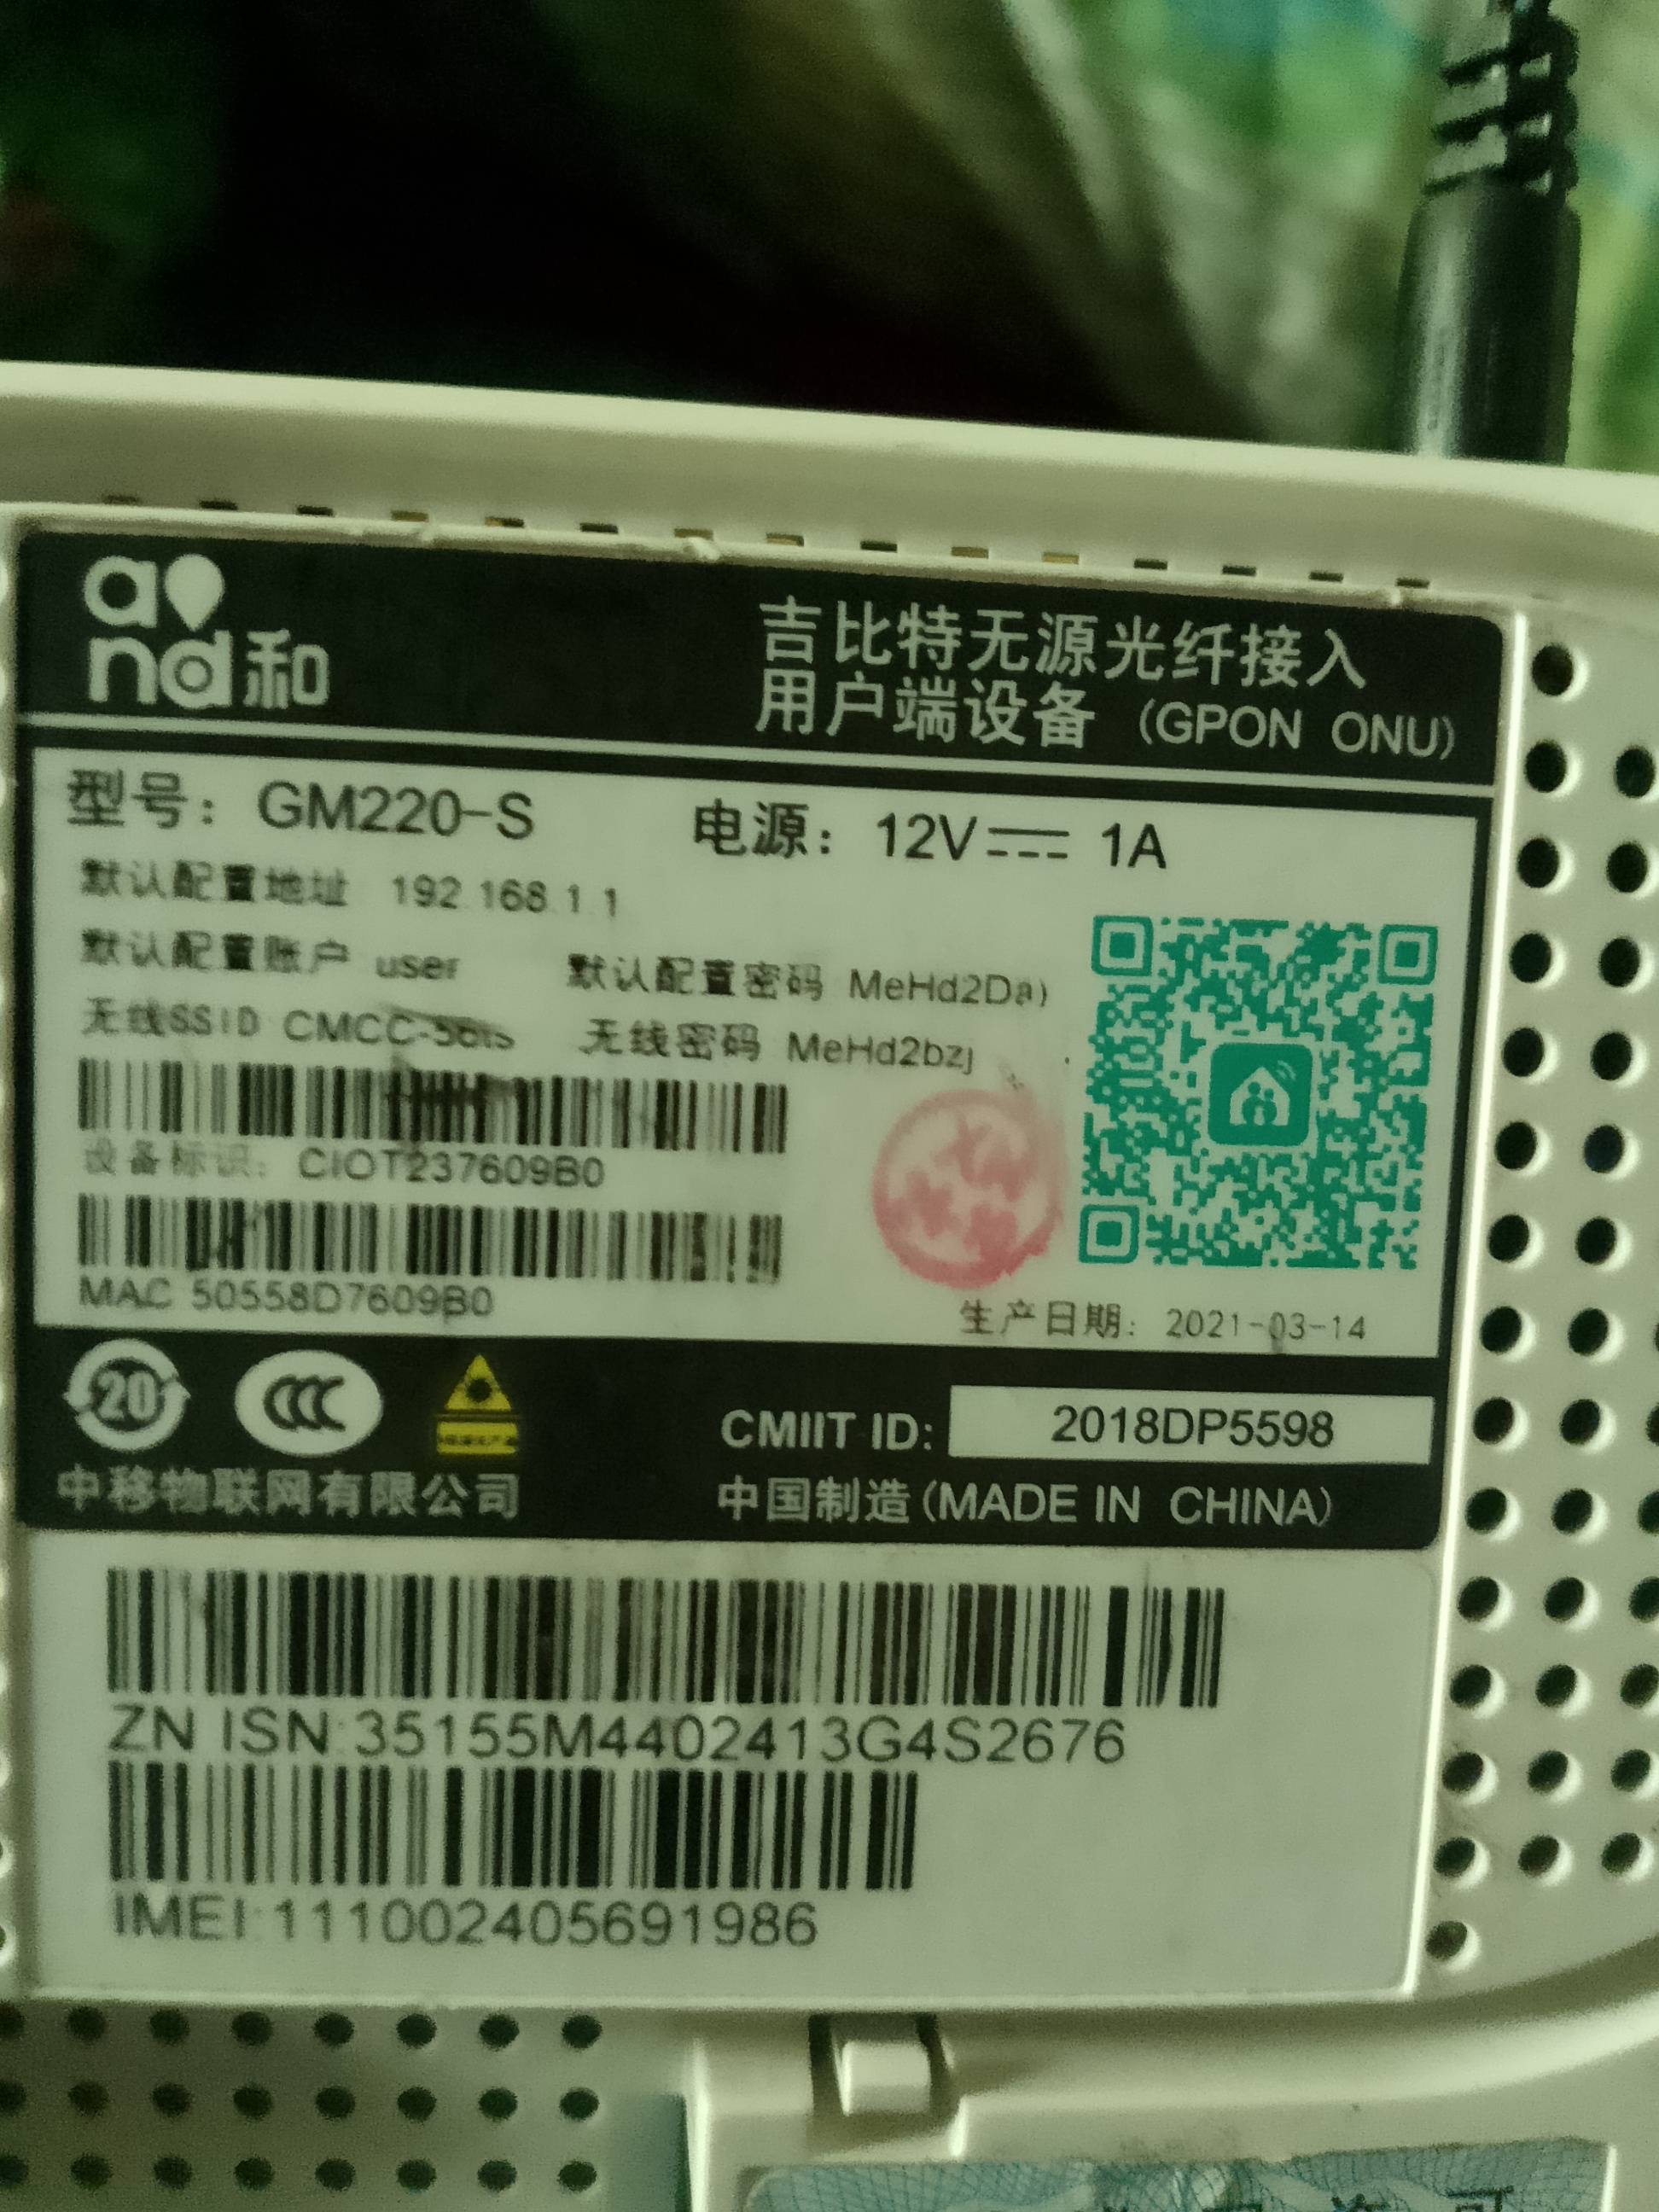 and和
吉比特无源光纤接入
用户端设备 (GPON ONU)
型号: GM220-S 电源: 12V 1A
默认配置地址 192.168.1.1
默认配置账户 user 默认配置密码
无线SSID 无线密码
设备标识: CIOT237609B0
MAC 50558D7609B0
生产日期: 2021-03-14
20
CCC
CMIIT ID: 2018DP5598
中移物联网有限公司 中国制造(MADE IN CHINA)
ZN ISN:35155M4402413G4S2676
IMEI:111002405691986